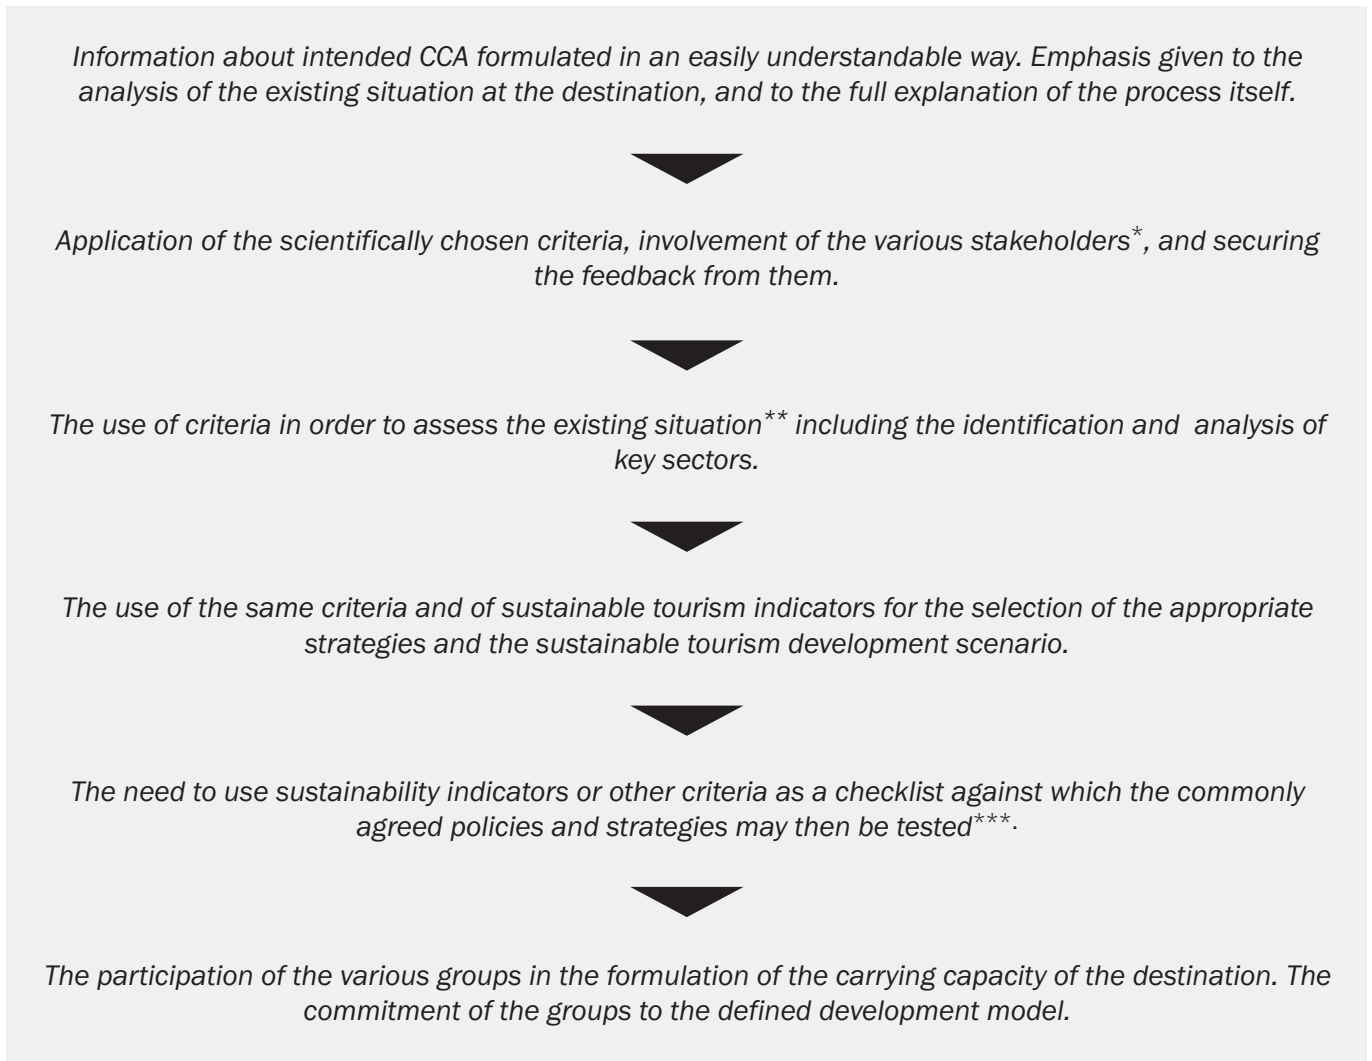 Information about intended CCA formulated in an easily understandable way. Emphasis given to the
analysis of the existing situation at the destination, and to the full explanation of the process itself.
Application of the scientifically chosen criteria, involvement of the various stakeholders*, and securing
the feedback from them.
The use of criteria in order to assess the existing situation** including the identification and analysis of
key sectors.
The use of the same criteria and of sustainable tourism indicators for the selection of the appropriate
strategies and the sustainable tourism development scenario.
The need to use sustainability indicators or other criteria as a checklist against which the commonly
agreed policies and strategies may then be tested***.
The participation of the various groups in the formulation of the carrying capacity of the destination. The
commitment of the groups to the defined development model.